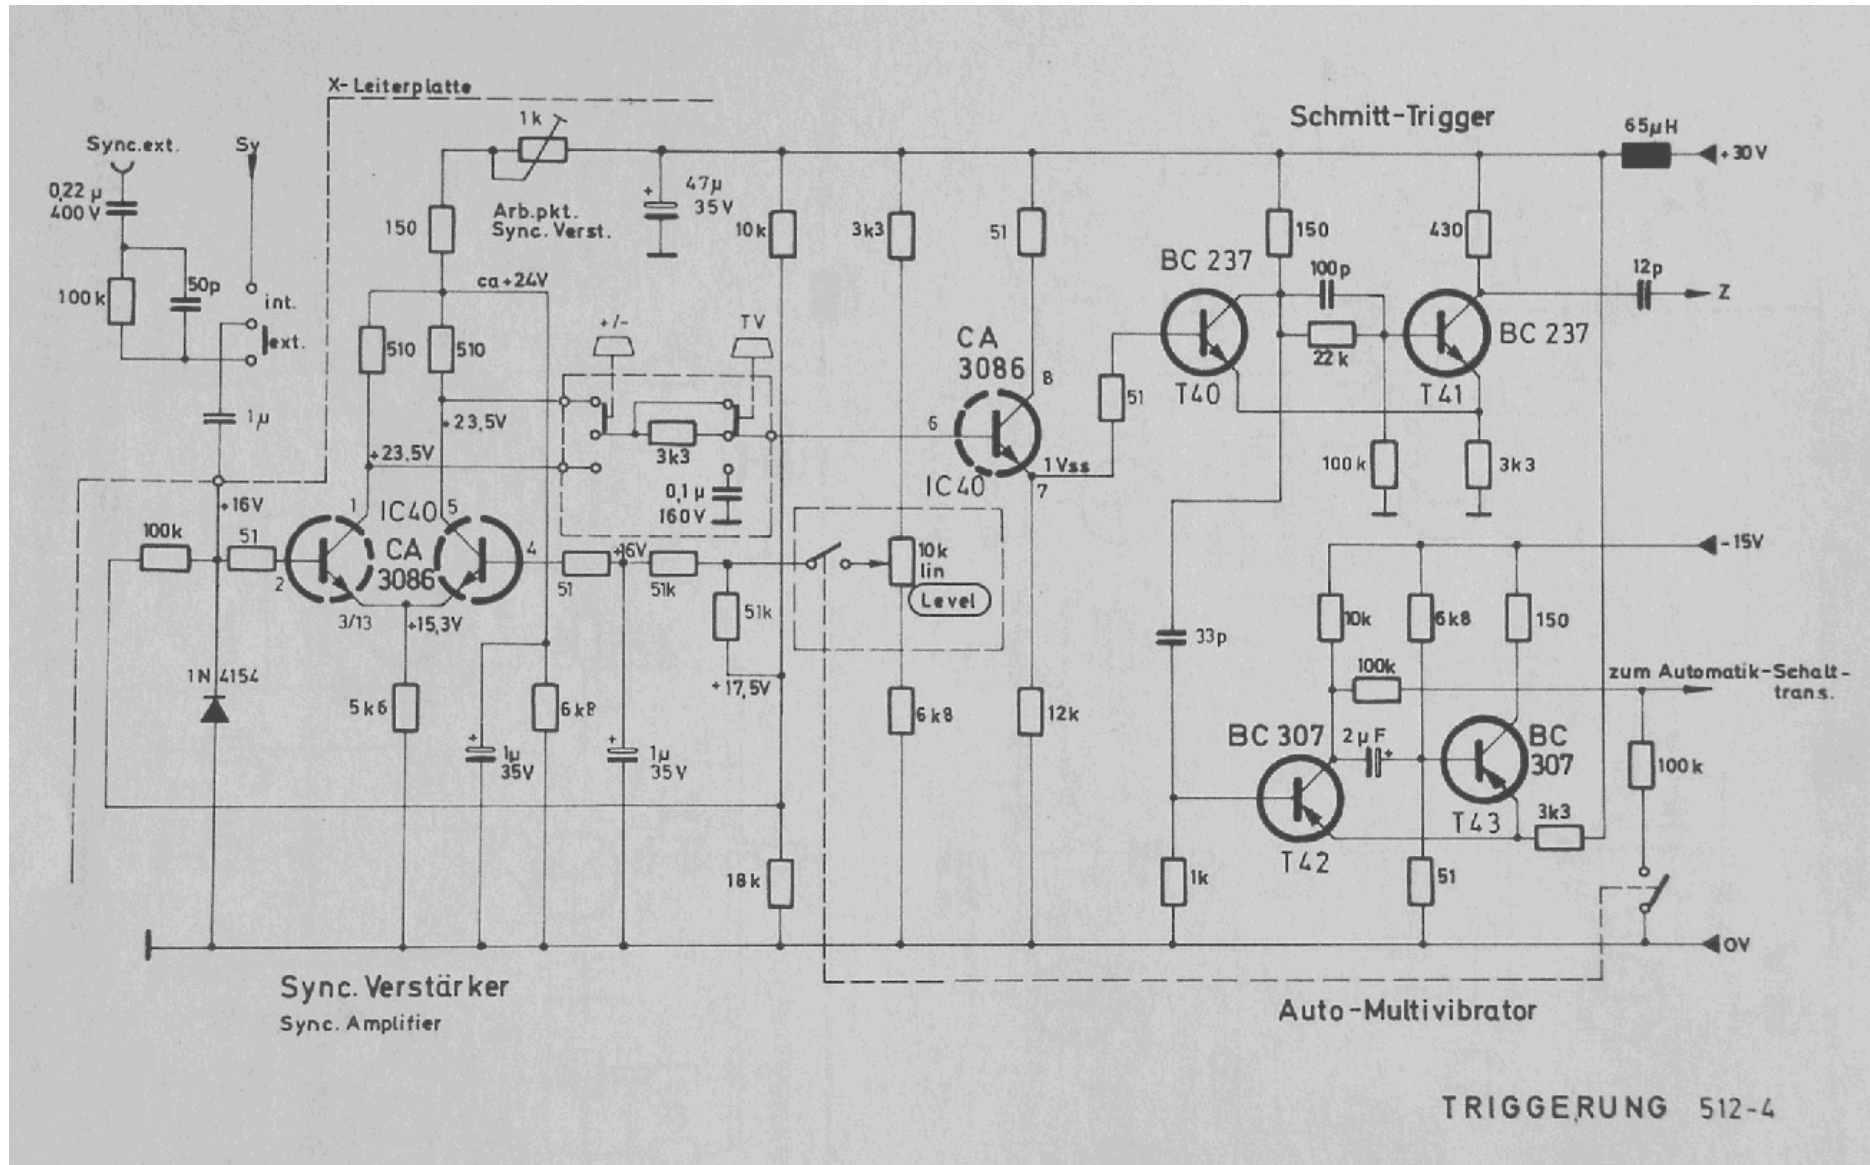 X-Leiterplatte
Sync.ext.
Sy
0,22 µ
400 V
100 k
50p
int.
ext.
1µ
1k
150
Arb.pkt.
Sync. Verst.
47µ
35V
10k
3k3
51
ca+24V
510
510
+/-
TV
+23,5V
+23,5V
3k3
0,1 µ
160 V
+16V
100k
51
2
1
IC40
5
CA
3086
4
3/13
+15,3V
51
+16V
51k
51k
+17,5V
10k
lin
Level
1N 4154
5k6
1µ
35V
6k8
1µ
35 V
18k
6k8
12k
CA
3086
8
6
IC40
1Vss
7
Schmitt-Trigger
65µH
+30V
150
430
BC 237
100p
22 k
BC 237
12p
Z
51
T40
T41
100 k
3k3
-15V
10k
6k8
150
33p
100k
zum Automatik-Schalt-
trans.
BC 307
2µF
+
BC
307
T43
3k3
100 k
T42
1k
51
0V
Sync. Verstärker
Sync. Amplifier
Auto-Multivibrator
TRIGGERUNG 512-4